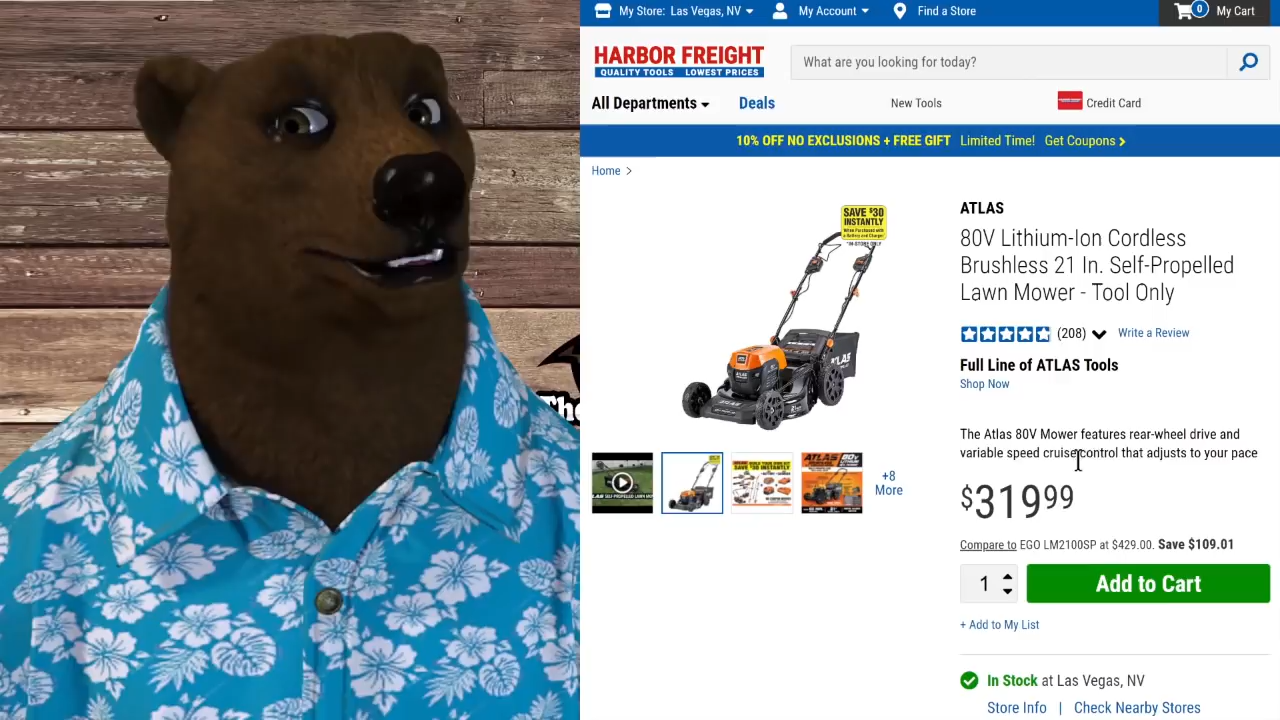 My Store: Las Vegas, NV
My Account
Find a Store
0
My Cart
HARBOR FREIGHT
QUALITY TOOLS LOWEST PRICES
What are you looking for today?
All Departments
Deals
New Tools
Credit Card
10% OFF NO EXCLUSIONS + FREE GIFT Limited Time! Get Coupons >
Home >
SAVE $30
INSTANTLY
ATLAS
80V Lithium-Ion Cordless
Brushless 21 In. Self-Propelled
Lawn Mower - Tool Only
(208)
Write a Review
Full Line of ATLAS Tools
Shop Now
The Atlas 80V Mower features rear-wheel drive and
variable speed cruise control that adjusts to your pace
$319 99
Compare to EGO LM2100SP at $429.00. Save $109.01
1
Add to Cart
+ Add to My List
In Stock at Las Vegas, NV
Store Info | Check Nearby Stores
+8
More
The